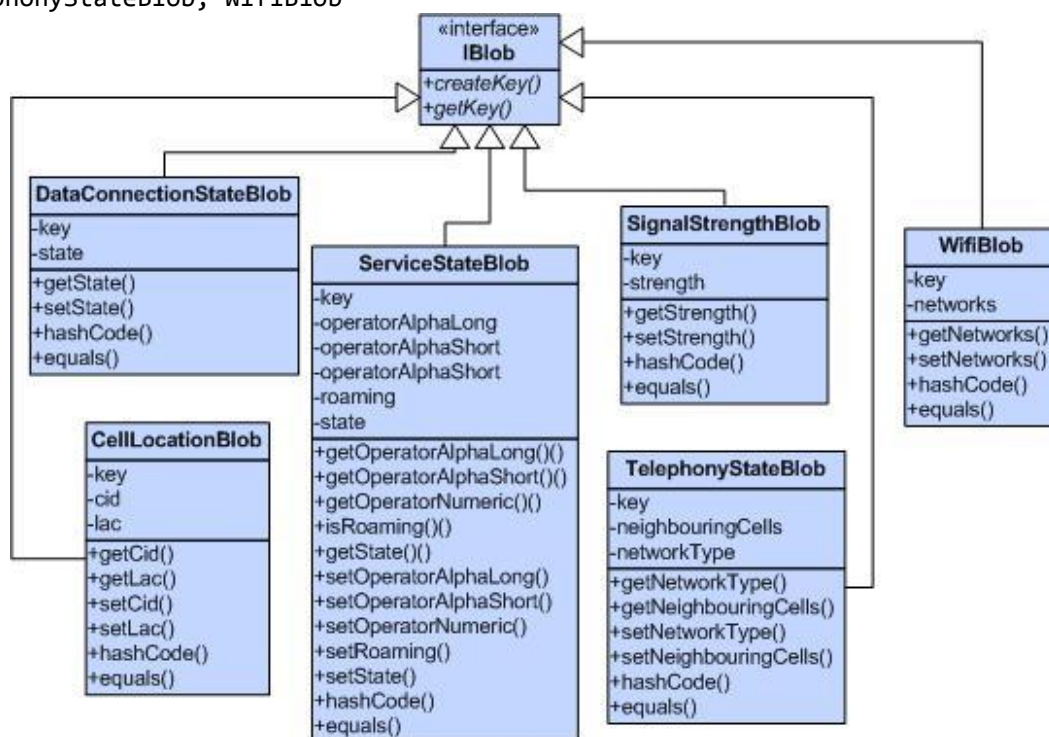 phonyStateBlob, WifiBlob
«interface»
IBlob
+createKey()
+getKey()
DataConnectionStateBlob
-key
-state
+getState()
+setState()
+hashCode()
+equals()
ServiceStateBlob
-key
-operatorAlphaLong
-operatorAlphaShort
-operatorAlphaShort
-roaming
-state
+getOperatorAlphaLong()()
+getOperatorAlphaShort()()
+getOperatorNumeric()()
+isRoaming()()
+getState()()
+setOperatorAlphaLong()
+setOperatorAlphaShort()
+setOperatorNumeric()
+setRoaming()
+setState()
+hashCode()
+equals()
SignalStrengthBlob
-key
-strength
+getStrength()
+setStrength()
+hashCode()
+equals()
WifiBlob
-key
-networks
+getNetworks()
+setNetworks()
+hashCode()
+equals()
CellLocationBlob
-key
-cid
-lac
+getCid()
+getLac()
+setCid()
+setLac()
+hashCode()
+equals()
TelephonyStateBlob
-key
-neighbouringCells
-networkType
+getNetworkType()
+getNeighbouringCells()
+setNetworkType()
+setNeighbouringCells()
+hashCode()
+equals()